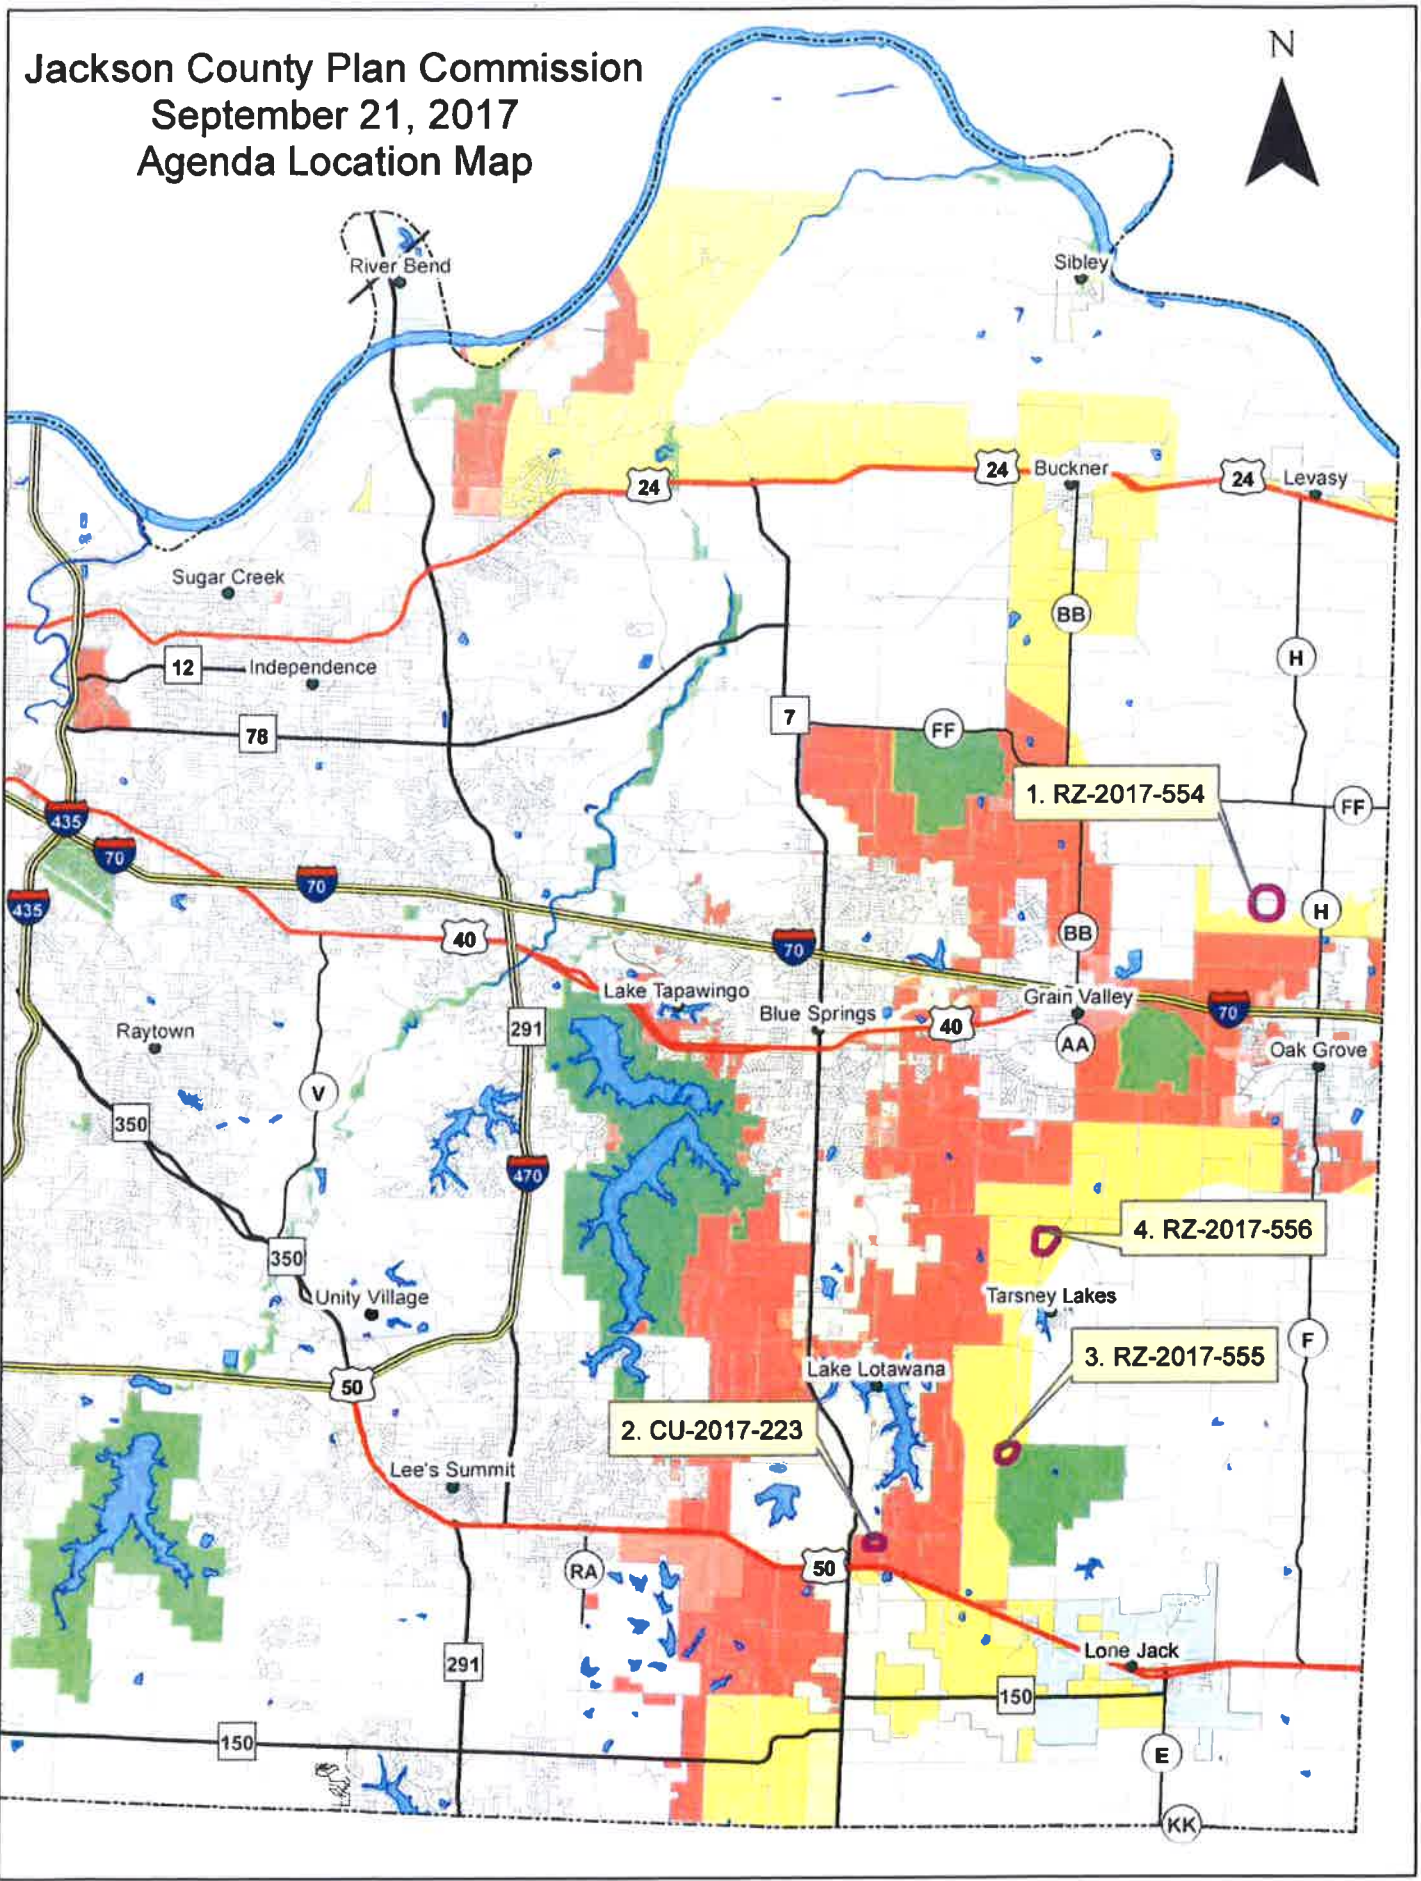 Jackson County Plan Commission
September 21, 2017
Agenda Location Map
N
River Bend
Sibley
24
24
Buckner
24
Levasy
Sugar Creek
BB
12
Independence
H
7
78
FF
1. RZ-2017-554
FF
435
70
70
435
H
40
70
BB
Lake Tapawingo
Grain Valley
Blue Springs
70
291
40
Raytown
AA
Oak Grove
V
350
470
4. RZ-2017-556
350
Unity Village
Tarsney Lakes
F
3. RZ-2017-555
Lake Lotawana
50
2. CU-2017-223
Lee's Summit
50
RA
Lone Jack
291
150
150
E
KK